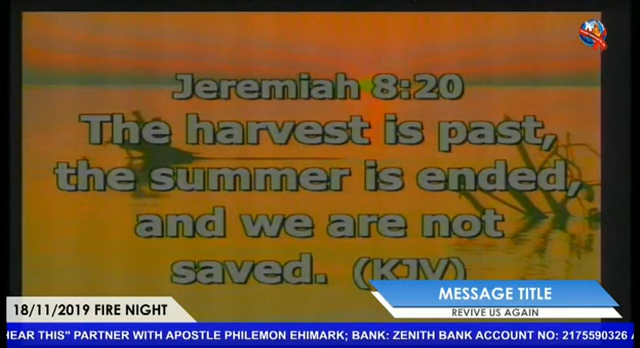 Jeremiah 8:20
The harvest is past,
the summer is ended,
and we are not
saved. (KJV)
MESSAGE TITLE
18/11/2019 FIRE NIGHT
REVIVE US AGAIN
HEAR THIS" PARTNER WITH APOSTLE PHILEMON EHIMARK; BANK: ZENITH BANK ACCOUNT NO: 2175590326